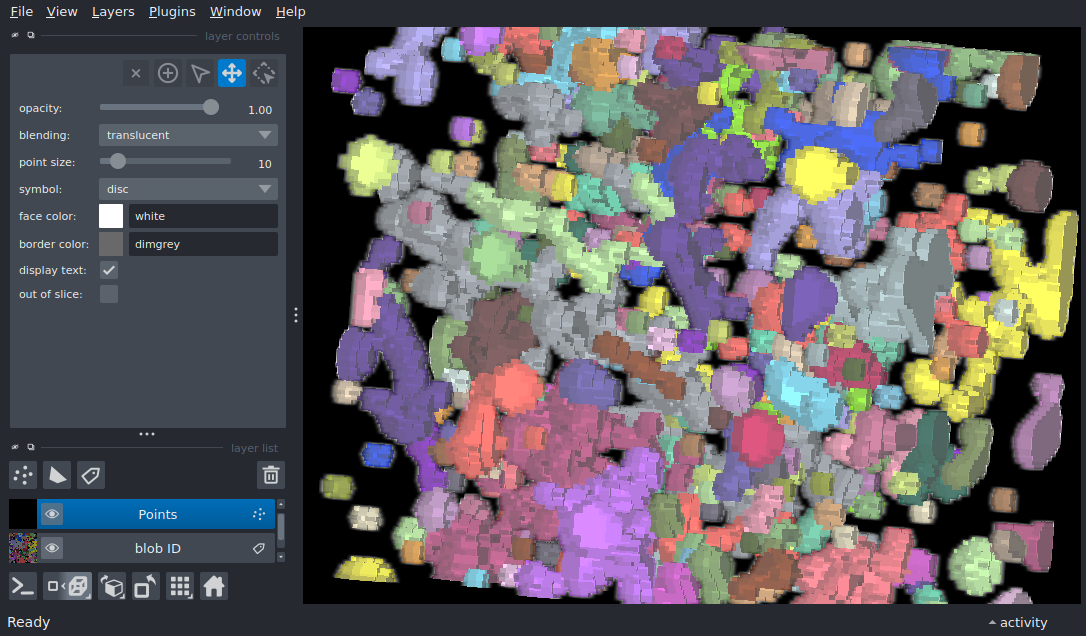 File View Layers Plugins Window Help
layer controls
opacity: 1.00
blending: translucent
point size: 10
symbol: disc
face color: white
border color: dimgrey
display text:
out of slice:
layer list
Points
blob ID
Ready
activity